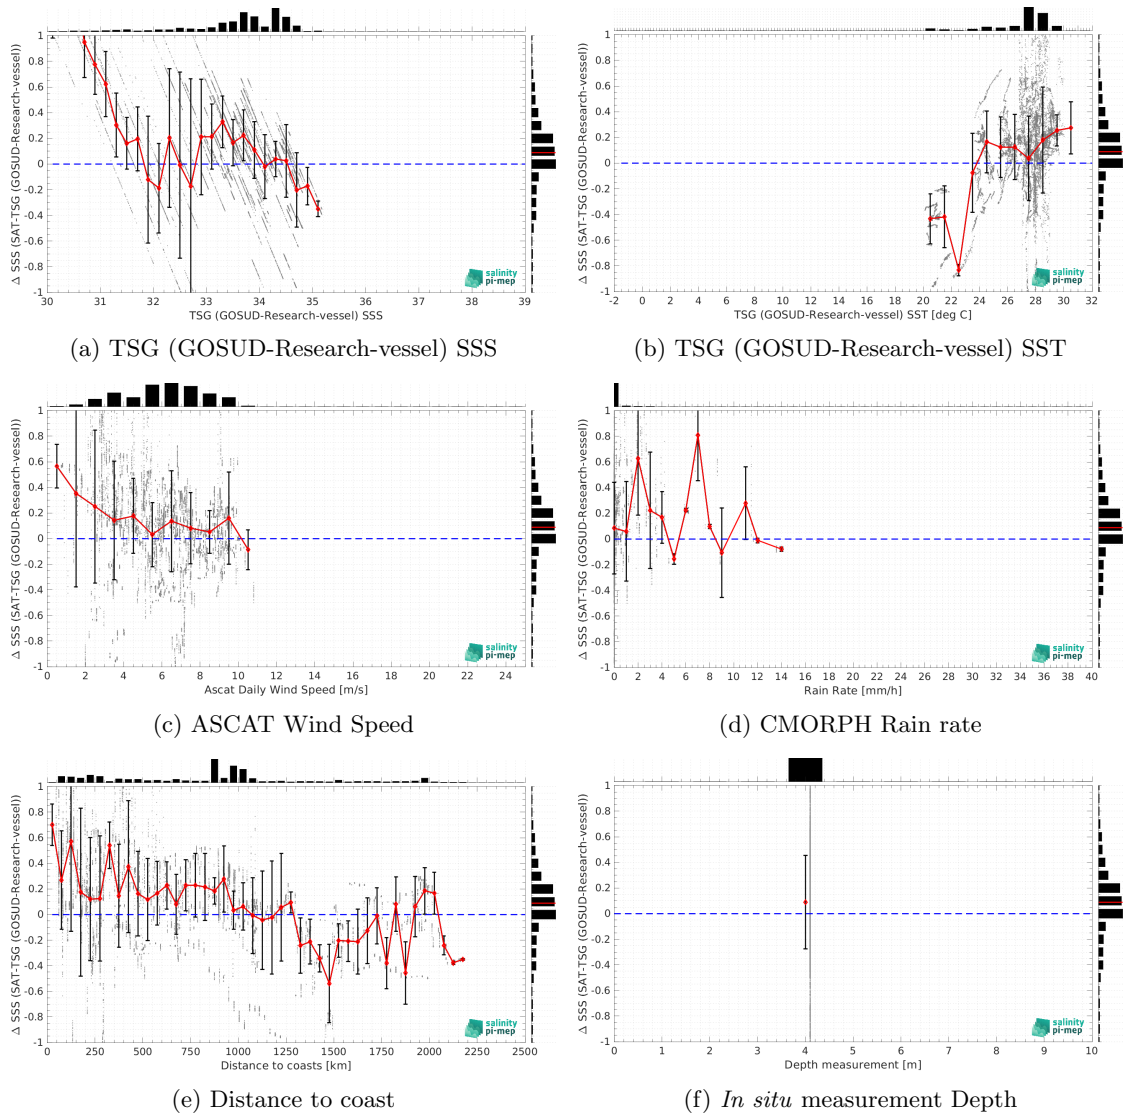 1
0.8
0.6
0.4
0.2
0
-0.2
-0.4
-0.6
-0.8
-1
Δ SSS (SAT-TSG (GOSUD-Research-vessel))
30 31 32 33 34 35 36 37 38 39
TSG (GOSUD-Research-vessel) SSS
salinity
pi-mep
(a) TSG (GOSUD-Research-vessel) SSS
1
0.8
0.6
0.4
0.2
0
-0.2
-0.4
-0.6
-0.8
-1
Δ SSS (SAT-TSG (GOSUD-Research-vessel))
-2 0 2 4 6 8 10 12 14 16 18 20 22 24 26 28 30 32
TSG (GOSUD-Research-vessel) SST [deg C]
salinity
pi-mep
(b) TSG (GOSUD-Research-vessel) SST
1
0.8
0.6
0.4
0.2
0
-0.2
-0.4
-0.6
-0.8
-1
Δ SSS (SAT-TSG (GOSUD-Research-vessel))
0 2 4 6 8 10 12 14 16 18 20 22 24
Ascat Daily Wind Speed [m/s]
salinity
pi-mep
(c) ASCAT Wind Speed
1
0.8
0.6
0.4
0.2
0
-0.2
-0.4
-0.6
-0.8
-1
Δ SSS (SAT-TSG (GOSUD-Research-vessel))
0 2 4 6 8 10 12 14 16 18 20 22 24 26 28 30 32 34 36 38 40
Rain Rate [mm/h]
salinity
pi-mep
(d) CMORPH Rain rate
1
0.8
0.6
0.4
0.2
0
-0.2
-0.4
-0.6
-0.8
-1
Δ SSS (SAT-TSG (GOSUD-Research-vessel))
0 250 500 750 1000 1250 1500 1750 2000 2250 2500
Distance to coasts [km]
salinity
pi-mep
(e) Distance to coast
1
0.8
0.6
0.4
0.2
0
-0.2
-0.4
-0.6
-0.8
-1
Δ SSS (SAT-TSG (GOSUD-Research-vessel))
0 1 2 3 4 5 6 7 8 9 10
Depth measurement [m]
salinity
pi-mep
(f) In situ measurement Depth